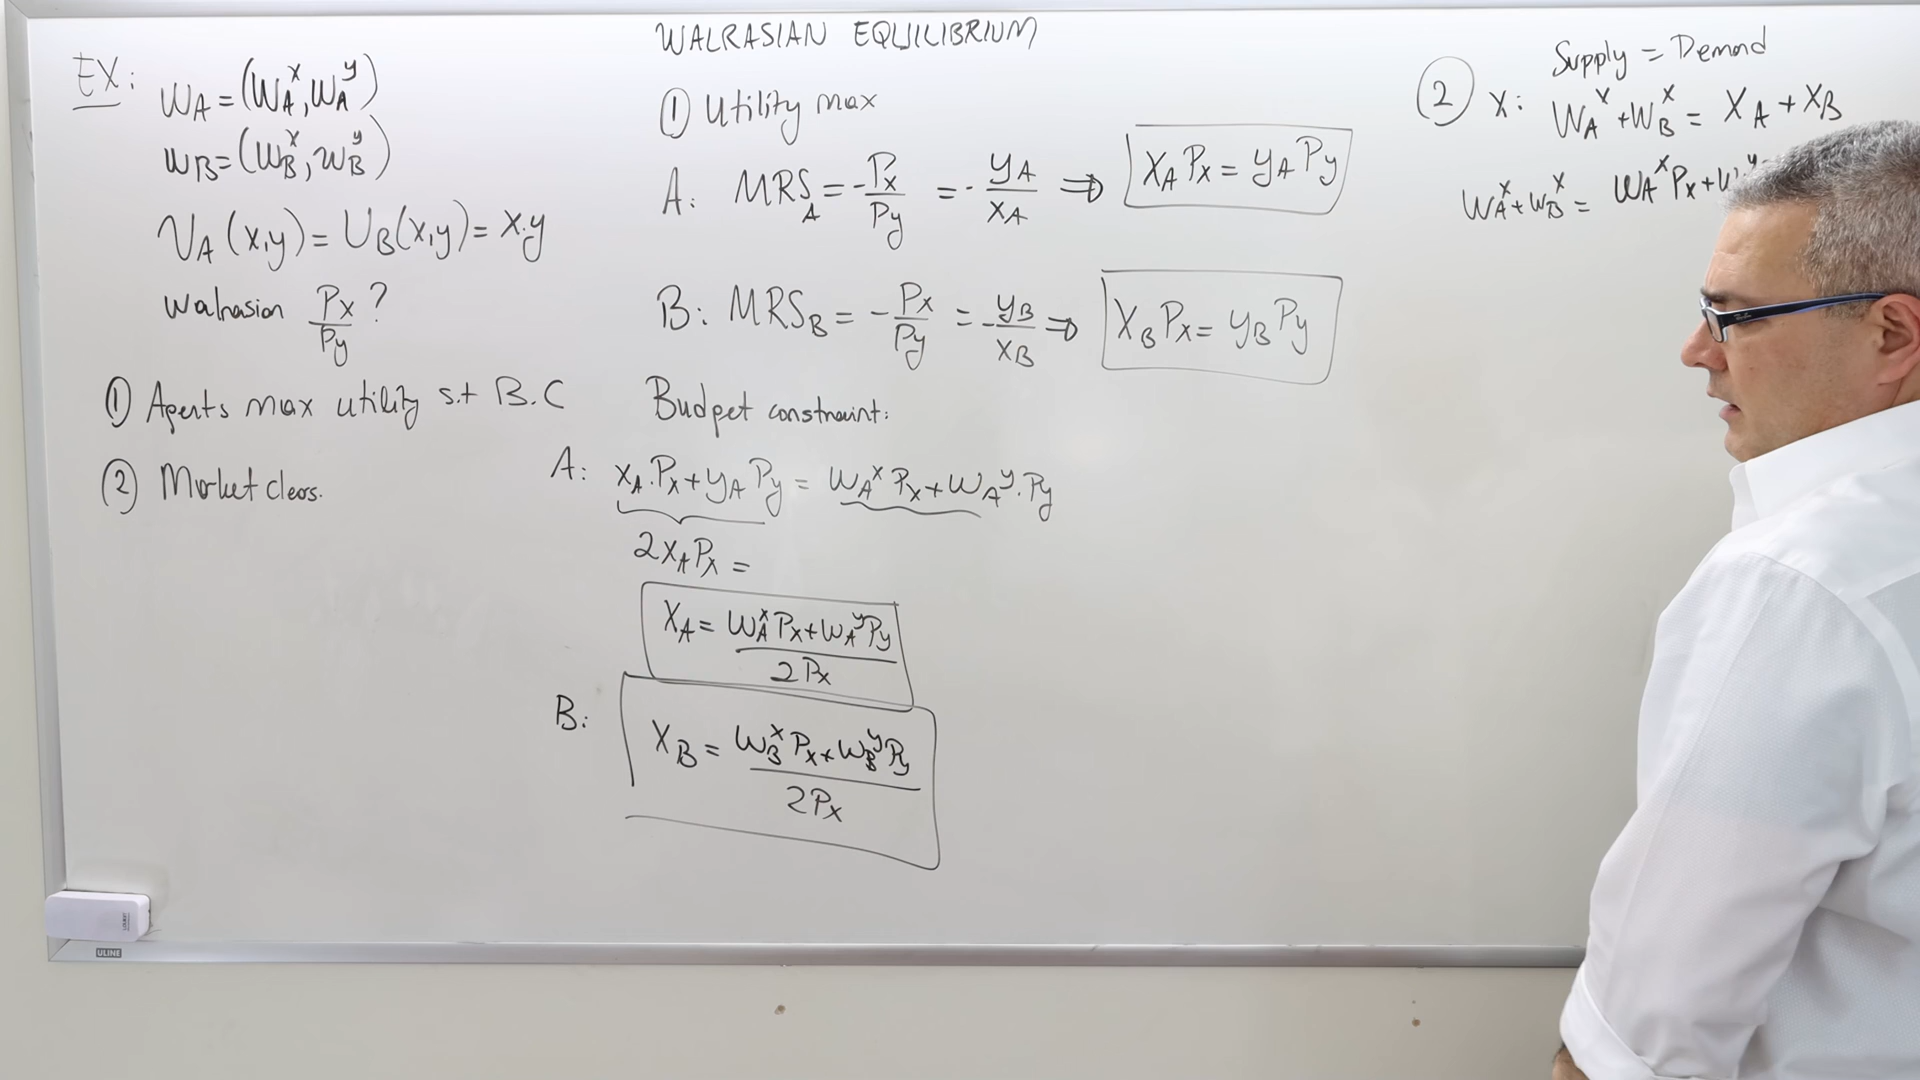 WALRASIAN EQUILIBRIUM
EX: WA = (WA^x, WA^y)
WB = (WB^x, WB^y)
UA (x,y) = UB(x,y) = x.y
Walrasian Px/Py ?
① Agents max utility s.t B.C
② Market clears.
① Utility max
A: MRS_A = -Px/Py = - yA/xA ⇒ xA Px = yA Py
B: MRS_B = - Px/Py = - yB/xB ⇒ xB Px = yB Py
Budget constraint:
A: xA.Px + yA Py = WA^x Px + WA^y.Py
2xA Px =
xA = WA^x Px + WA^y Py / 2Px
B: xB = WB^x Px + WB^y Py / 2Px
Supply = Demand
② x: WA^x + WB^x = xA + xB
WA^x + WB^x = WA^x Px +
ULINE